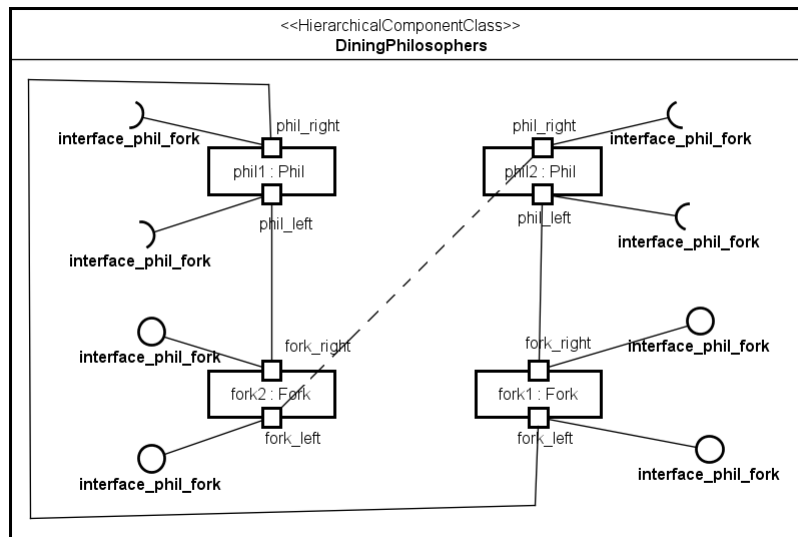 <<HierarchicalComponentClass>>
DiningPhilosophers
phil_right
interface_phil_fork
phil1 : Phil
phil_left
interface_phil_fork
phil_right
interface_phil_fork
phil2 : Phil
phil_left
interface_phil_fork
fork_right
interface_phil_fork
fork2 : Fork
fork_left
interface_phil_fork
fork_right
interface_phil_fork
fork1 : Fork
fork_left
interface_phil_fork